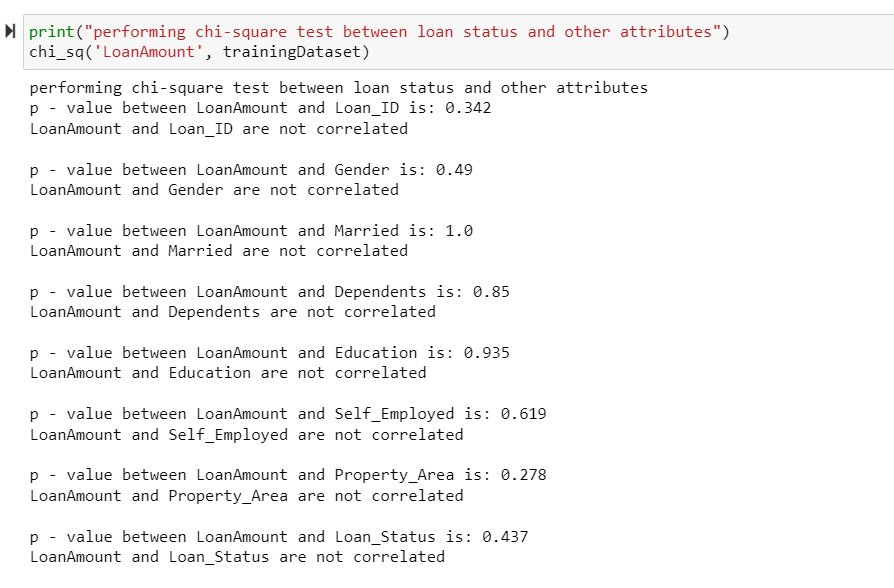 print("performing chi-square test between loan status and other attributes")
chi_sq('LoanAmount', trainingDataset)
performing chi-square test between loan status and other attributes
p - value between LoanAmount and Loan_ID is: 0.342
LoanAmount and Loan_ID are not correlated
p - value between LoanAmount and Gender is: 0.49
LoanAmount and Gender are not correlated
p - value between LoanAmount and Married is: 1.0
LoanAmount and Married are not correlated
p - value between LoanAmount and Dependents is: 0.85
LoanAmount and Dependents are not correlated
p - value between LoanAmount and Education is: 0.935
LoanAmount and Education are not correlated
p - value between LoanAmount and Self_Employed is: 0.619
LoanAmount and Self_Employed are not correlated
p - value between LoanAmount and Property_Area is: 0.278
LoanAmount and Property_Area are not correlated
p - value between LoanAmount and Loan_Status is: 0.437
LoanAmount and Loan_Status are not correlated